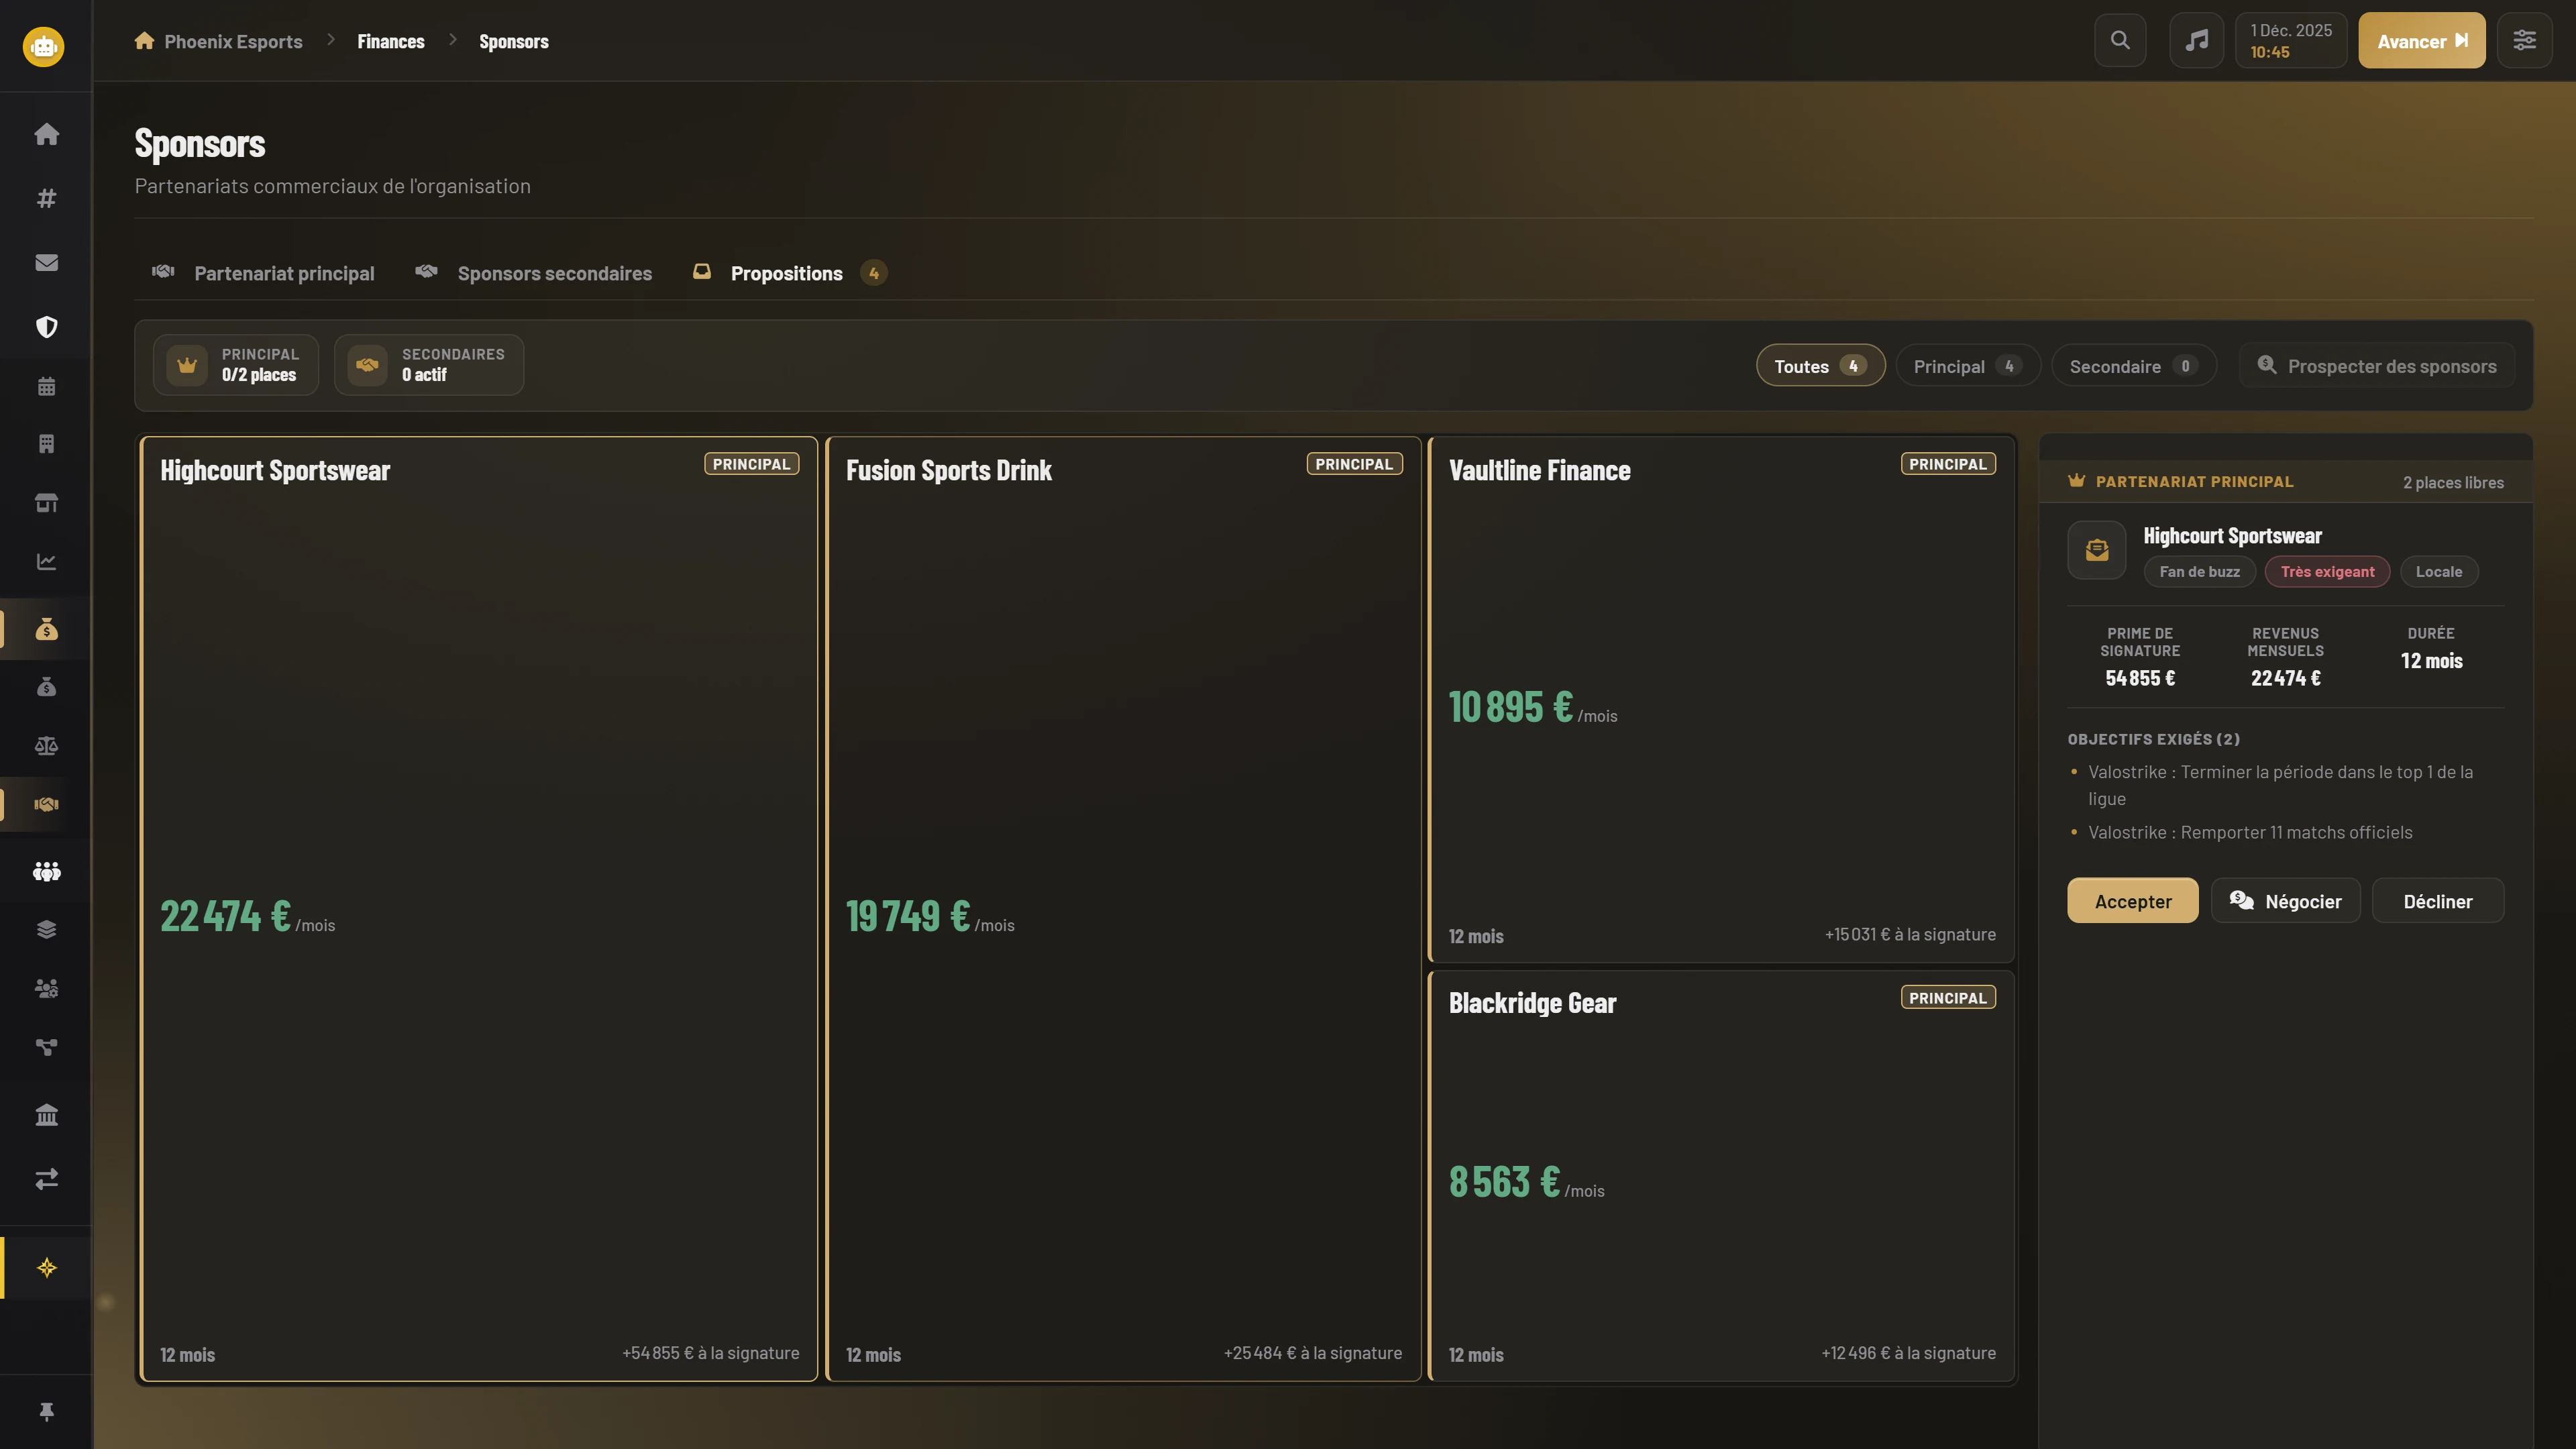 Phoenix Esports
Finances
Sponsors
1 Déc. 2025
10:45
Avancer
Sponsors
Partenariats commerciaux de l'organisation
Partenariat principal
Sponsors secondaires
Propositions 4
PRINCIPAL
0/2 places
SECONDAIRES
0 actif
Toutes 4
Principal 4
Secondaire 0
Prospecter des sponsors
Highcourt Sportswear
PRINCIPAL
22 474 € /mois
12 mois
+54 855 € à la signature
Fusion Sports Drink
PRINCIPAL
19 749 € /mois
12 mois
+25 484 € à la signature
Vaultline Finance
PRINCIPAL
10 895 € /mois
12 mois
+15 031 € à la signature
Blackridge Gear
PRINCIPAL
8 563 € /mois
12 mois
+12 496 € à la signature
PARTENARIAT PRINCIPAL
2 places libres
Highcourt Sportswear
Fan de buzz
Très exigeant
Locale
PRIME DE
SIGNATURE
54 855 €
REVENUS
MENSUELS
22 474 €
DURÉE
12 mois
OBJECTIFS EXIGÉS (2)
• Valostrike : Terminer la période dans le top 1 de la
ligue
• Valostrike : Remporter 11 matchs officiels
Accepter
Négocier
Décliner